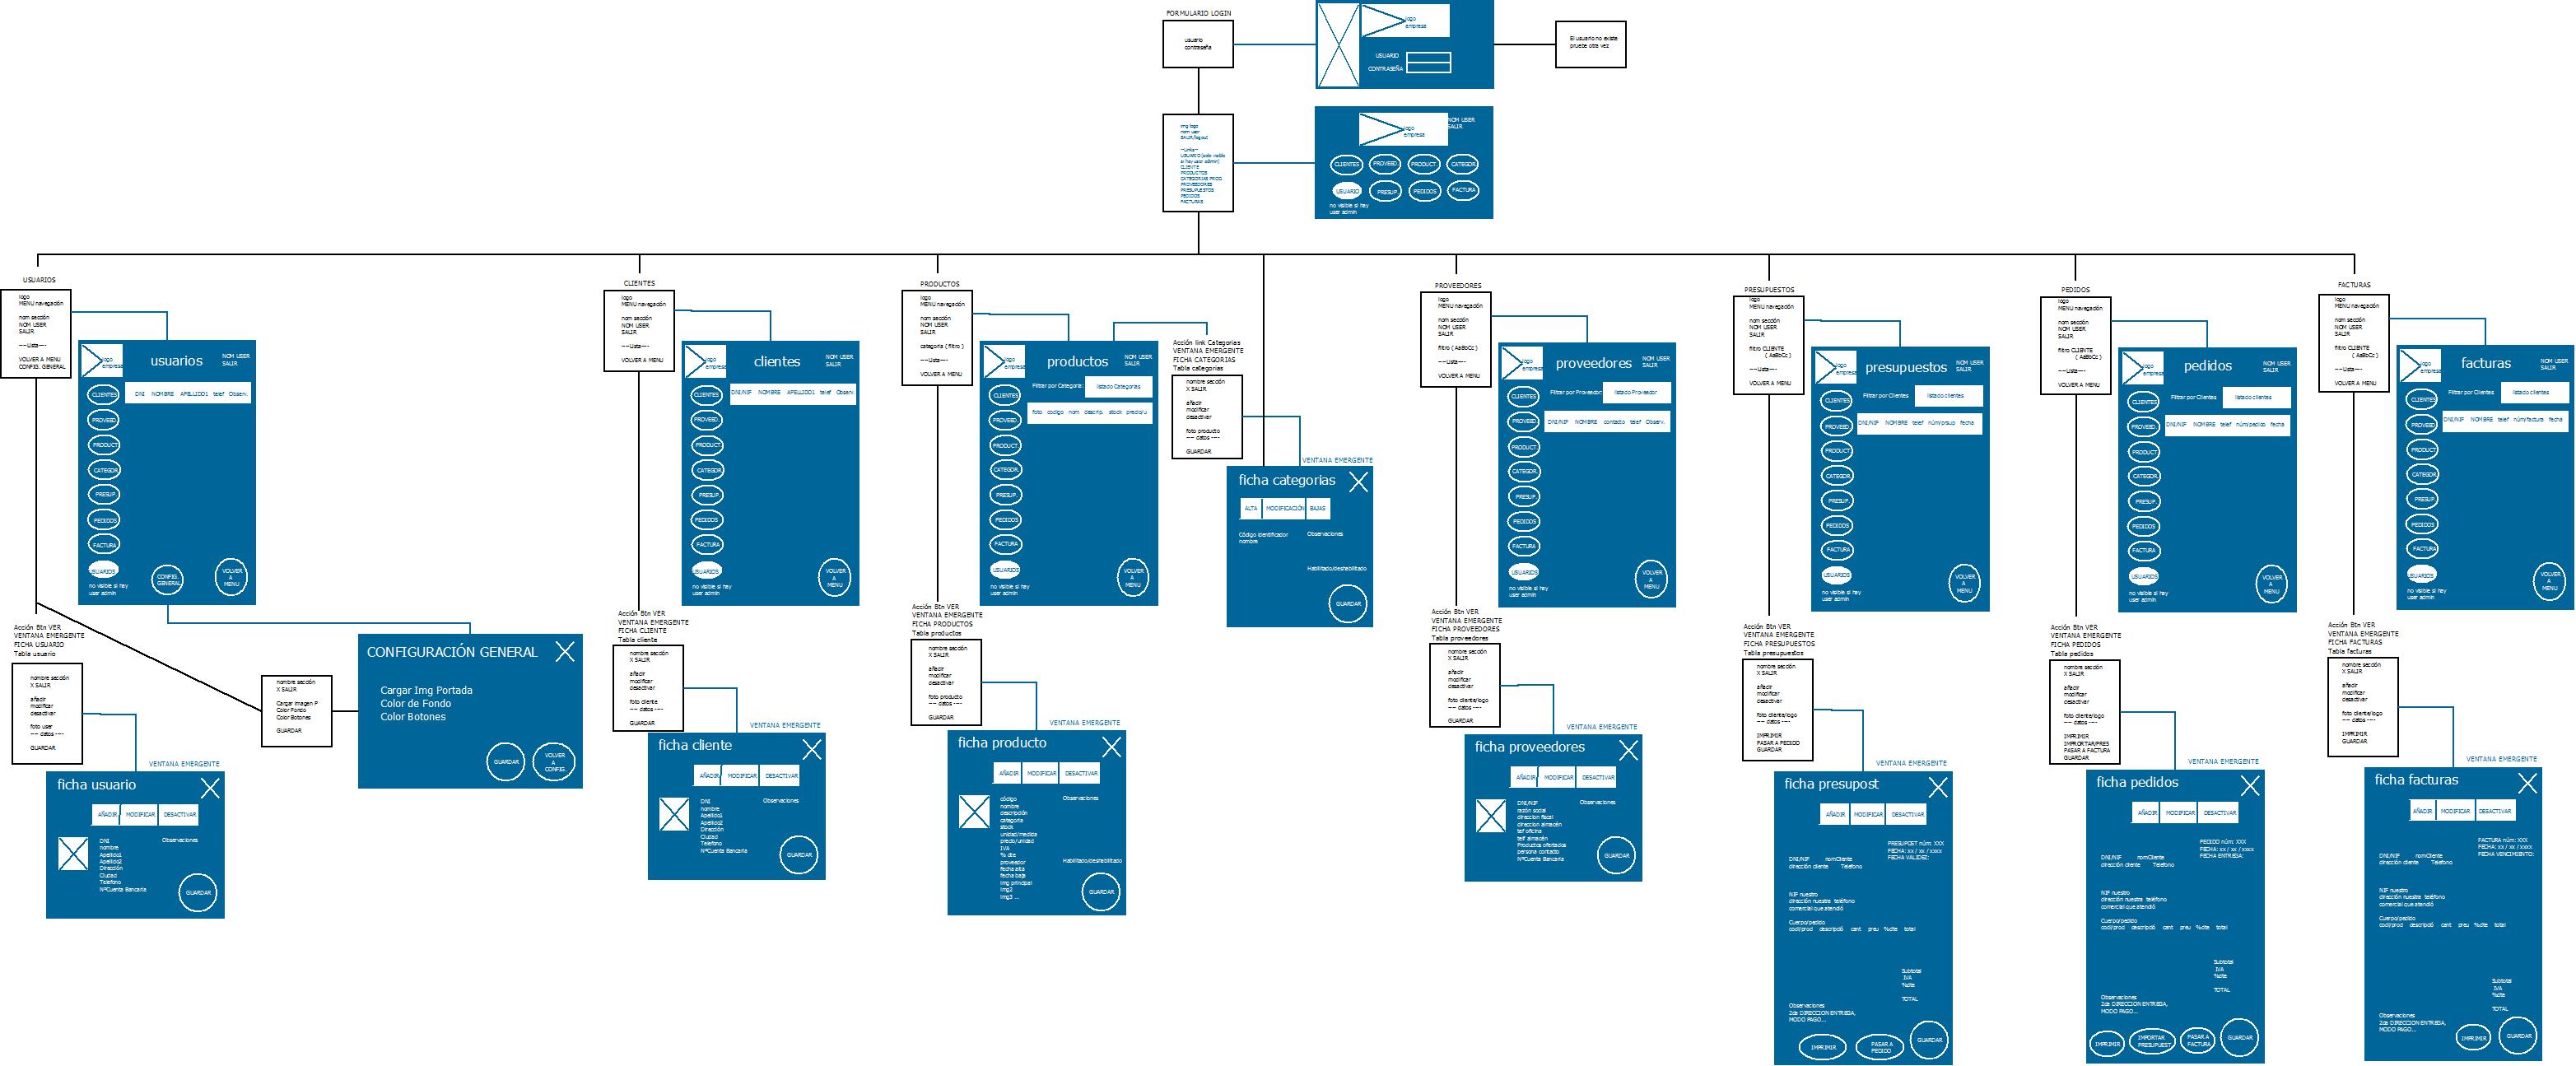 FORMULARIO LOGIN
usuario
contraseña
logo
empresa
USUARIO
CONTRASEÑA
El usuario no existe
pruebe otra vez
img logo
nom user
SALIR/logout
---Links---
USUARIO (solo visible
si hay user admin)
CLIENTE
PRODUCTOS
CATEGORIAS PROD.
PROVEEDORES
PRESUPUESTOS
PEDIDOS
FACTURAS
logo
empresa
NOM USER
SALIR
CLIENTES
PROVEED.
PRODUCT.
CATEGOR.
USUARIO
PRESUP.
PEDIDOS
FACTURA
no visible si hay
user admin
USUARIOS
logo
MENU navegación
nom sección
NOM USER
SALIR
----Lista----
VOLVER A MENU
CONFIG. GENERAL
logo
empresa
usuarios
NOM USER
SALIR
DNI NOMBRE APELLIDO1 telef Observ.
CLIENTES
PROVEED.
PRODUCT
CATEGOR.
PRESUP.
PEDIDOS
FACTURA
USUARIOS
no visible si hay
user admin
CONFIG.
GENERAL
VOLVER
A
MENU
Acción Btn VER
VENTANA EMERGENTE
FICHA USUARIO
Tabla usuario
nombre sección
X SALIR
añadir
modificar
desactivar
foto user
---- datos ----
GUARDAR
VENTANA EMERGENTE
ficha usuario
AÑADIR MODIFICAR DESACTIVAR
DNI
nombre
Apellido1
Apellido2
Dirección
Ciudad
Telefono
NºCuenta Bancaria
Observaciones
GUARDAR
nombre sección
X SALIR
Cargar imagen P
Color Fondo
Color Botones
GUARDAR
CONFIGURACIÓN GENERAL
Cargar Img Portada
Color de Fondo
Color Botones
GUARDAR
VOLVER
A
CONFIG.
CLIENTES
logo
MENU navegación
nom sección
NOM USER
SALIR
----Lista----
VOLVER A MENU
logo
empresa
clientes
NOM USER
SALIR
DNI/NIF NOMBRE APELLIDO1 telef Observ.
CLIENTES
PROVEED.
PRODUCT.
CATEGOR.
PRESUP.
PEDIDOS
FACTURA
USUARIOS
no visible si hay
user admin
VOLVER
A
MENU
Acción Btn VER
VENTANA EMERGENTE
FICHA CLIENTE
Tabla cliente
nombre sección
X SALIR
añadir
modificar
desactivar
foto cliente
---- datos ----
GUARDAR
VENTANA EMERGENTE
ficha cliente
AÑADIR MODIFICAR DESACTIVAR
DNI
nombre
Apellido1
Apellido2
Dirección
Ciudad
Telefono
NºCuenta Bancaria
Observaciones
GUARDAR
PRODUCTOS
logo
MENU navegación
nom sección
NOM USER
SALIR
categoria ( filtro )
----Lista----
VOLVER A MENU
logo
empresa
productos
NOM USER
SALIR
Filtrar por Categoria:
listado Categorias
foto codigo nom descrip. stock precio/u
CLIENTES
PROVEED.
PRODUCT.
CATEGOR.
PRESUP.
PEDIDOS
FACTURA
USUARIOS
no visible si hay
user admin
VOLVER
A
MENU
Acción Btn VER
VENTANA EMERGENTE
FICHA PRODUCTOS
Tabla productos
nombre sección
X SALIR
añadir
modificar
desactivar
foto producto
---- datos ----
GUARDAR
VENTANA EMERGENTE
ficha producto
AÑADIR MODIFICAR DESACTIVAR
código
nombre
descripción
categoria
stock
unidad/medida
precio/unidad
IVA
% dte
proveedor
fecha alta
fecha baja
Img principal
Img2
Img3 ...
Observaciones
Habilitado/deshabilitado
GUARDAR
Acción link Categorias
VENTANA EMERGENTE
FICHA CATEGORIAS
Tabla categorias
nombre sección
X SALIR
añadir
modificar
desactivar
foto producto
---- datos ----
GUARDAR
VENTANA EMERGENTE
ficha categorias
ALTA MODIFICACIÓN BAJAS
Código identificador
nombre
Observaciones
Habilitado/deshabilitado
GUARDAR
PROVEEDORES
logo
MENU navegación
nom sección
NOM USER
SALIR
filtro ( AaBbCc )
----Lista----
VOLVER A MENU
logo
empresa
proveedores
NOM USER
SALIR
Filtrar por Proveedor:
listado Proveedor
DNI/NIF NOMBRE contacto telef Observ.
CLIENTES
PROVEED
PRODUCT
CATEGOR.
PRESUP.
PEDIDOS
FACTURA
USUARIOS
no visible si hay
user admin
VOLVER
A
MENU
Acción Btn VER
VENTANA EMERGENTE
FICHA PROVEEDORES
Tabla proveedores
nombre sección
X SALIR
añadir
modificar
desactivar
foto cliente/logo
---- datos ----
GUARDAR
VENTANA EMERGENTE
ficha proveedores
AÑADIR MODIFICAR DESACTIVAR
DNI/NIF
razón social
direccion fiscal
direccion almacén
telf oficina
telf almacén
Productos ofertados
persona contacto
NºCuenta Bancaria
Observaciones
GUARDAR
PRESUPUESTOS
logo
MENU navegación
nom sección
NOM USER
SALIR
filtro CLIENTE
( AaBbCc )
----Lista----
VOLVER A MENU
logo
empresa
presupuestos
NOM USER
SALIR
Filtrar por Clientes
listado clientes
DNI/NIF NOMBRE telef núm/prsup fecha
CLIENTES
PROVEED
PRODUCT
CATEGOR.
PRESUP.
PEDIDOS
FACTURA
USUARIOS
no visible si hay
user admin
VOLVER
A
MENU
Acción Btn VER
VENTANA EMERGENTE
FICHA PRESUPUESTOS
Tabla presupuestos
nombre sección
X SALIR
añadir
modificar
desactivar
foto cliente/logo
---- datos ----
IMPRIMIR
PASAR A PEDIDO
GUARDAR
VENTANA EMERGENTE
ficha presupost
AÑADIR MODIFICAR DESACTIVAR
PRESUPOST núm: XXX
FECHA: xx / xx / xxxx
FECHA VALIDEZ:
DNI/NIF nomCliente
dirección cliente Telefono
NIF nuestro
dirección nuestra teléfono
comercial que atendió
Cuerpo/pedido
codi/prod descripció cant preu %dte total
Subtotal
IVA
%dte
TOTAL
Observaciones
2da DIRECCION ENTREGA,
MODO PAGO...
IMPRIMIR
PASAR A
PEDIDO
GUARDAR
PEDIDOS
logo
MENU navegación
nom sección
NOM USER
SALIR
filtro CLIENTE
( AaBbCc )
----Lista----
VOLVER A MENU
logo
empresa
pedidos
NOM USER
SALIR
Filtrar por Clientes
listado clientes
DNI/NIF NOMBRE telef núm/pedido fecha
CLIENTES
PROVEED
PRODUCT
CATEGOR.
PRESUP.
PEDIDOS
FACTURA
USUARIOS
no visible si hay
user admin
VOLVER
A
MENU
Acción Btn VER
VENTANA EMERGENTE
FICHA PEDIDOS
Tabla pedidos
nombre sección
X SALIR
añadir
modificar
desactivar
foto cliente/logo
---- datos ----
IMPRIMIR
IMPRORTAR/PRES
PASAR A FACTURA
GUARDAR
VENTANA EMERGENTE
ficha pedidos
AÑADIR MODIFICAR DESACTIVAR
PEDIDO núm: XXX
FECHA: xx / xx / xxxx
FECHA ENTREGA:
DNI/NIF nomCliente
dirección cliente Telefono
NIF nuestro
dirección nuestra teléfono
comercial que atendió
Cuerpo/pedido
codi/prod descripció cant preu %dte total
Subtotal
IVA
%dte
TOTAL
Observaciones
2da DIRECCION ENTREGA,
MODO PAGO...
IMPRIMIR
IMPORTAR
PRESUPUEST
PASAR A
FACTURA
GUARDAR
FACTURAS
logo
MENU navegación
nom sección
NOM USER
SALIR
filtro CLIENTE
( AaBbCc )
----Lista----
VOLVER A MENU
logo
empresa
facturas
NOM USER
SALIR
Filtrar por Clientes
listado clientes
DNI/NIF NOMBRE telef núm/factura fecha
CLIENTES
PROVEED
PRODUCT
CATEGOR.
PRESUP.
PEDIDOS
FACTURA
USUARIOS
no visible si hay
user admin
VOLVER
A
MENU
Acción Btn VER
VENTANA EMERGENTE
FICHA FACTURAS
Tabla facturas
nombre sección
X SALIR
añadir
modificar
desactivar
foto cliente/logo
---- datos ----
IMPRIMIR
GUARDAR
VENTANA EMERGENTE
ficha facturas
AÑADIR MODIFICAR DESACTIVAR
FACTURA núm: XXX
FECHA: xx / xx / xxxx
FECHA VENCIMIENTO:
DNI/NIF nomCliente
dirección cliente Telefono
NIF nuestro
dirección nuestra teléfono
comercial que atendió
Cuerpo/pedido
codi/prod descripció cant preu %dte total
Subtotal
IVA
%dte
TOTAL
Observaciones
2da DIRECCION ENTREGA,
MODO PAGO...
IMPRIMIR
GUARDAR